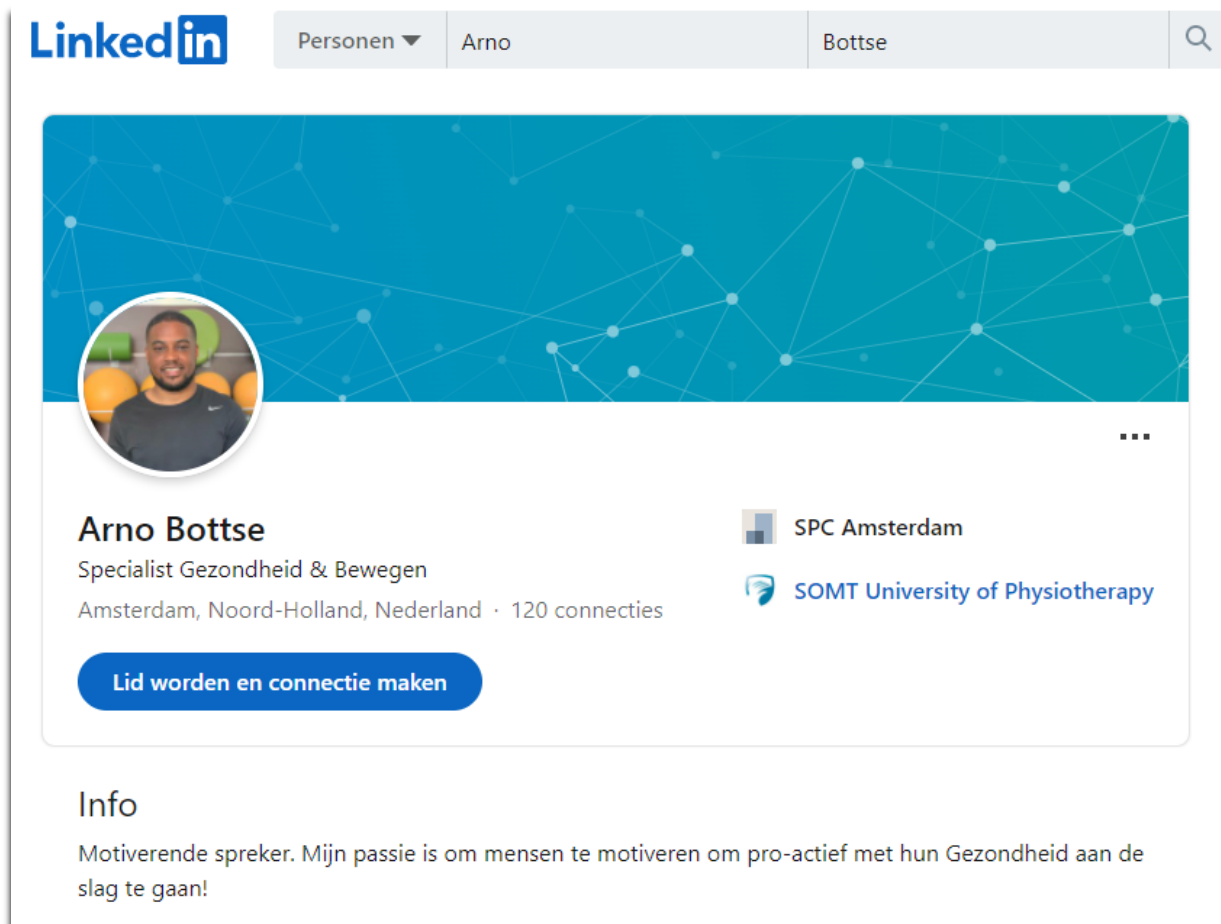 LinkedIn
Personen Arno Bottse
Arno Bottse
Specialist Gezondheid & Bewegen
Amsterdam, Noord-Holland, Nederland · 120 connecties
SPC Amsterdam
SOMT University of Physiotherapy
Lid worden en connectie maken
Info
Motiverende spreker. Mijn passie is om mensen te motiveren om pro-actief met hun Gezondheid aan de
slag te gaan!